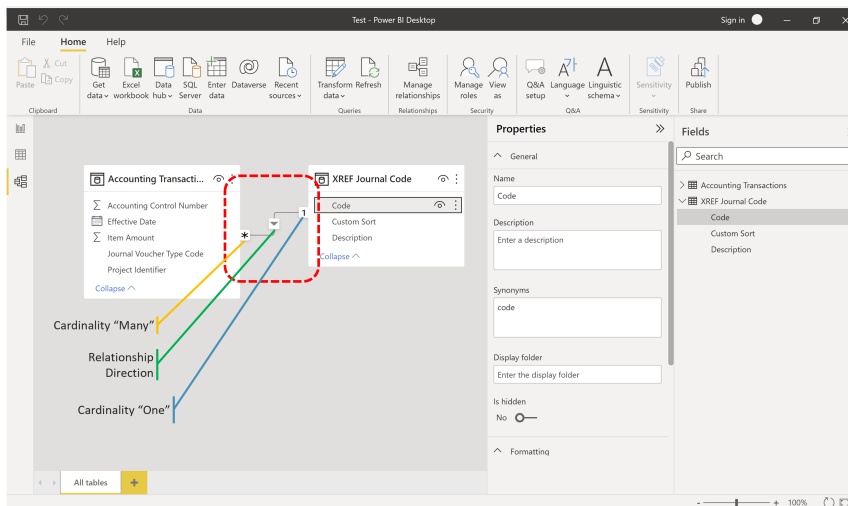 Test - Power BI Desktop
Sign in
File Home Help
Paste
Cut
Copy
Get data
Excel workbook
Data hub
SQL Server
Enter data
Dataverse
Recent sources
Transform data
Refresh
Manage relationships
Manage roles
View as
Q&A setup
Language
Linguistic schema
Sensitivity
Publish
Clipboard
Data
Queries
Relationships
Security
Q&A
Sensitivity
Share
Accounting Transacti...
Accounting Control Number
Effective Date
Item Amount
Journal Voucher Type Code
Project Identifier
Collapse
*
1
XREF Journal Code
Code
Custom Sort
Description
Collapse
Cardinality “Many”
Relationship
Direction
Cardinality “One”
All tables
+
Properties
General
Name
Code
Description
Enter a description
Synonyms
code
Display folder
Enter the display folder
Is hidden
No
Formatting
Fields
Search
Accounting Transactions
XREF Journal Code
Code
Custom Sort
Description
- + 100%